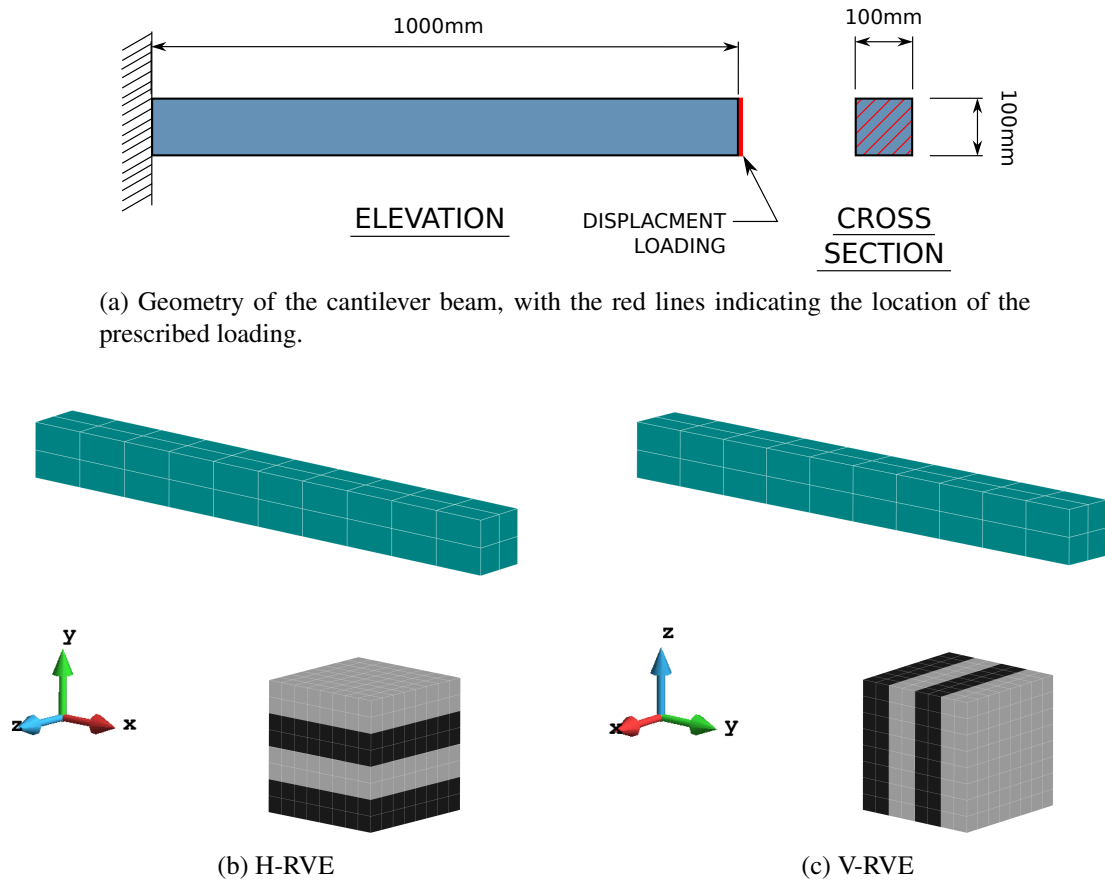 1000mm
100mm
100mm
ELEVATION
DISPLACMENT
LOADING
CROSS
SECTION
(a) Geometry of the cantilever beam, with the red lines indicating the location of the
prescribed loading.
y
z
x
z
x
y
(b) H-RVE
(c) V-RVE